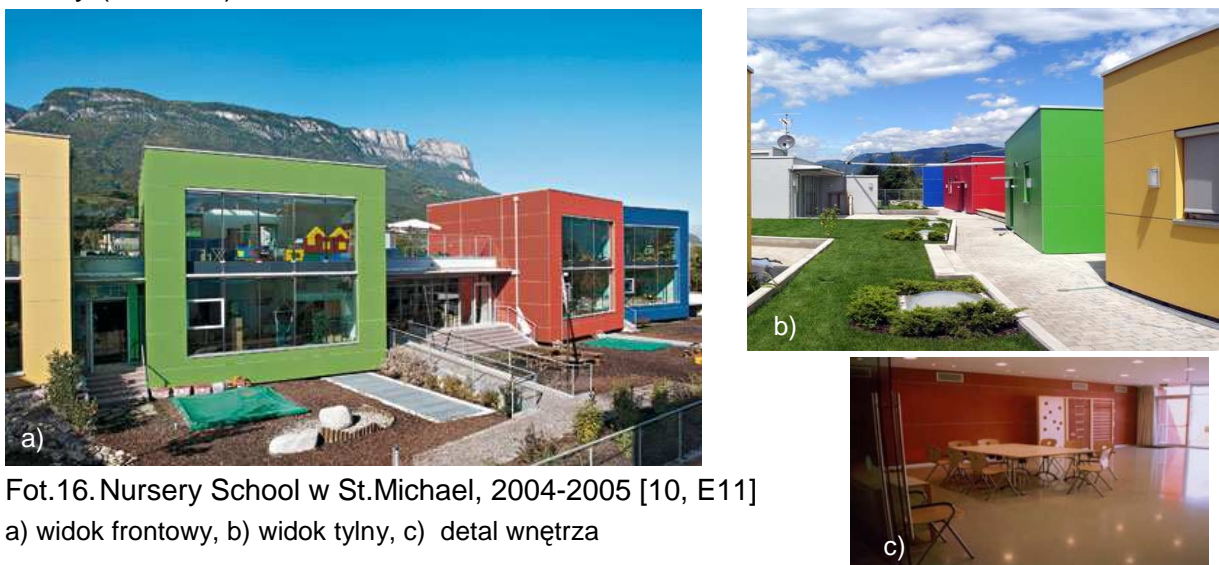 a)
b)
c)
Fot.16.Nursery School w St.Michael, 2004-2005 [10, E11]
a) widok frontowy, b) widok tylny, c) detal wnętrza